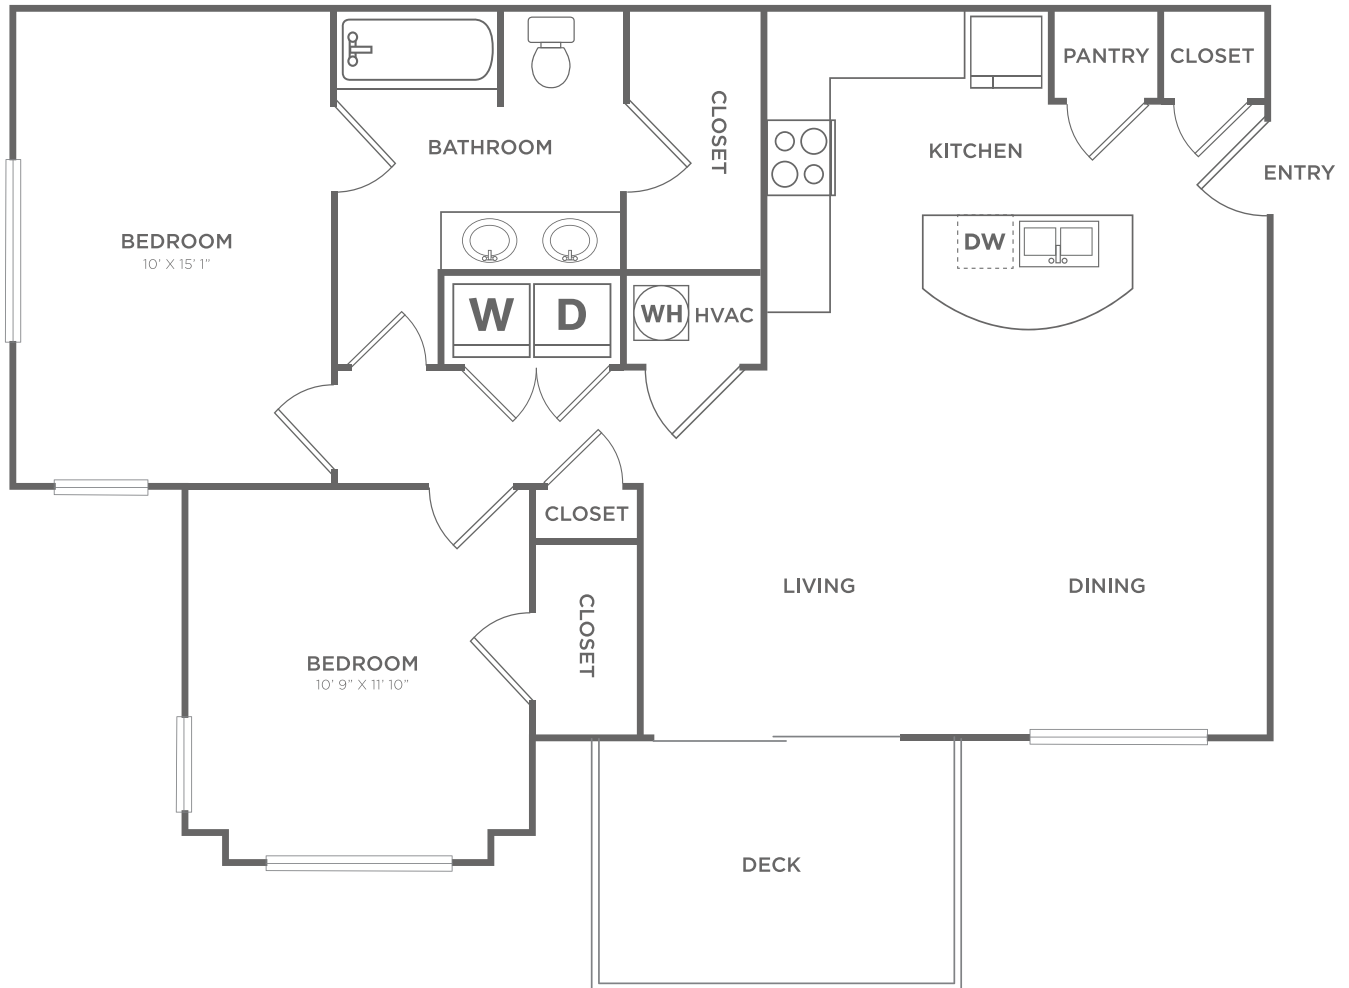 PANTRY
CLOSET
CLOSET
BATHROOM
KITCHEN
ENTRY
BEDROOM
10' X 15' 1"
DW
W
D
WH
HVAC
CLOSET
LIVING
DINING
CLOSET
BEDROOM
10' 9" X 11' 10"
DECK